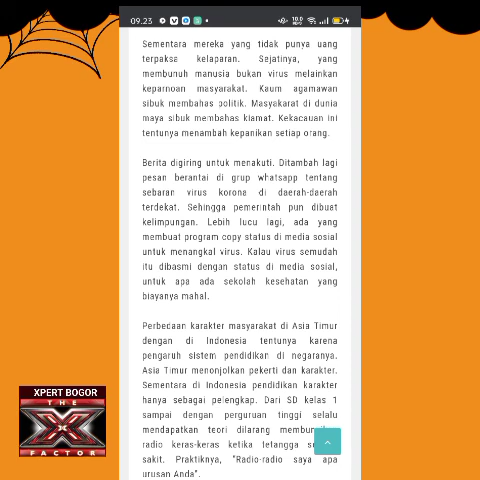 09.23
Sementara mereka yang tidak punya uang
terpaksa kelaparan. Sejatinya, yang
membunuh manusia bukan virus melainkan
keparnoan masyarakat. Kaum agamawan
sibuk membahas politik. Masyakarat di dunia
maya sibuk membahas kiamat. Kekacauan ini
tentunya menambah kepanikan setiap orang.
Berita digiring untuk menakuti. Ditambah lagi
pesan berantai di grup whatsapp tentang
sebaran virus korona di daerah-daerah
terdekat. Sehingga pemerintah pun dibuat
kelimpungan. Lebih lucu lagi, ada yang
membuat program copy status di media sosial
untuk menangkal virus. Kalau virus semudah
itu dibasmi dengan status di media sosial,
untuk apa ada sekolah kesehatan yang
biayanya mahal.
Perbedaan karakter masyarakat di Asia Timur
dengan di Indonesia tentunya karena
pengaruh sistem pendidikan di negaranya.
Asia Timur menonjolkan pekerti dan karakter.
Sementara di Indonesia pendidikan karakter
hanya sebagai pelengkap. Dari SD kelas 1
sampai dengan perguruan tinggi selalu
mendapatkan teori dilarang
radio keras-keras ketika tetangga
sakit. Praktiknya, "Radio-radio saya apa
urusan Anda".
XPERT BOGOR
THE
X
FACTOR